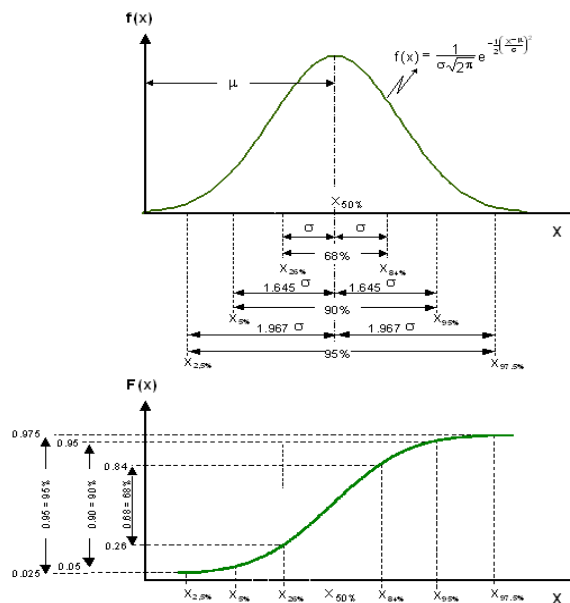 f(x)
f(x) = 1/(σ√2π) e^(-1/2((x-μ)/σ)²)
μ
X50%
X
σ σ
68%
X26% X84%
1.645 σ 1.645 σ
90%
X5% X95%
1.967 σ 1.967 σ
95%
X2,5% X97.5%
F(x)
0.975
0.95
0.84
0.95 = 95%
0.90 = 90%
0.68 = 68%
0.26
0.05
0.025
X2,5% X5% X26% X50% X84% X95% X97.5%
X